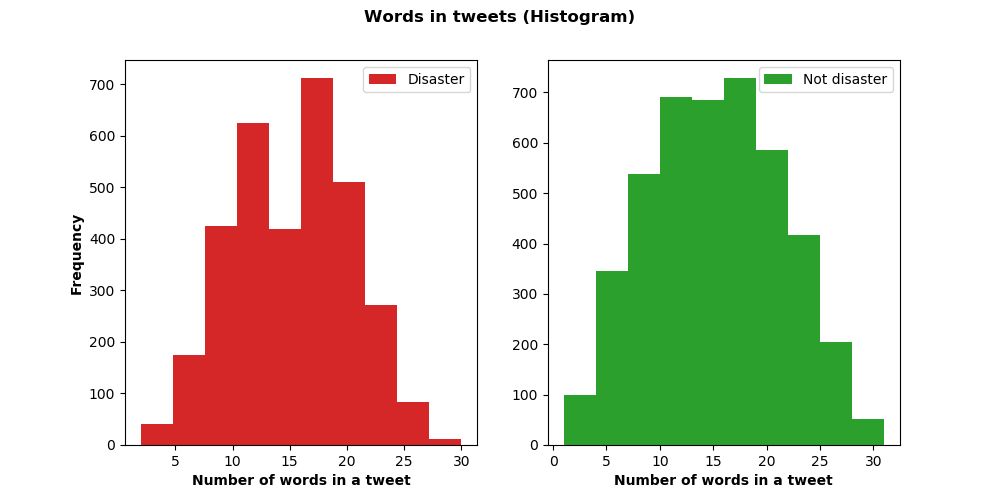 Words in tweets (Histogram)
Disaster
Frequency
700
600
500
400
300
200
100
0
5 10 15 20 25 30
Number of words in a tweet
Not disaster
700
600
500
400
300
200
100
0
0 5 10 15 20 25 30
Number of words in a tweet